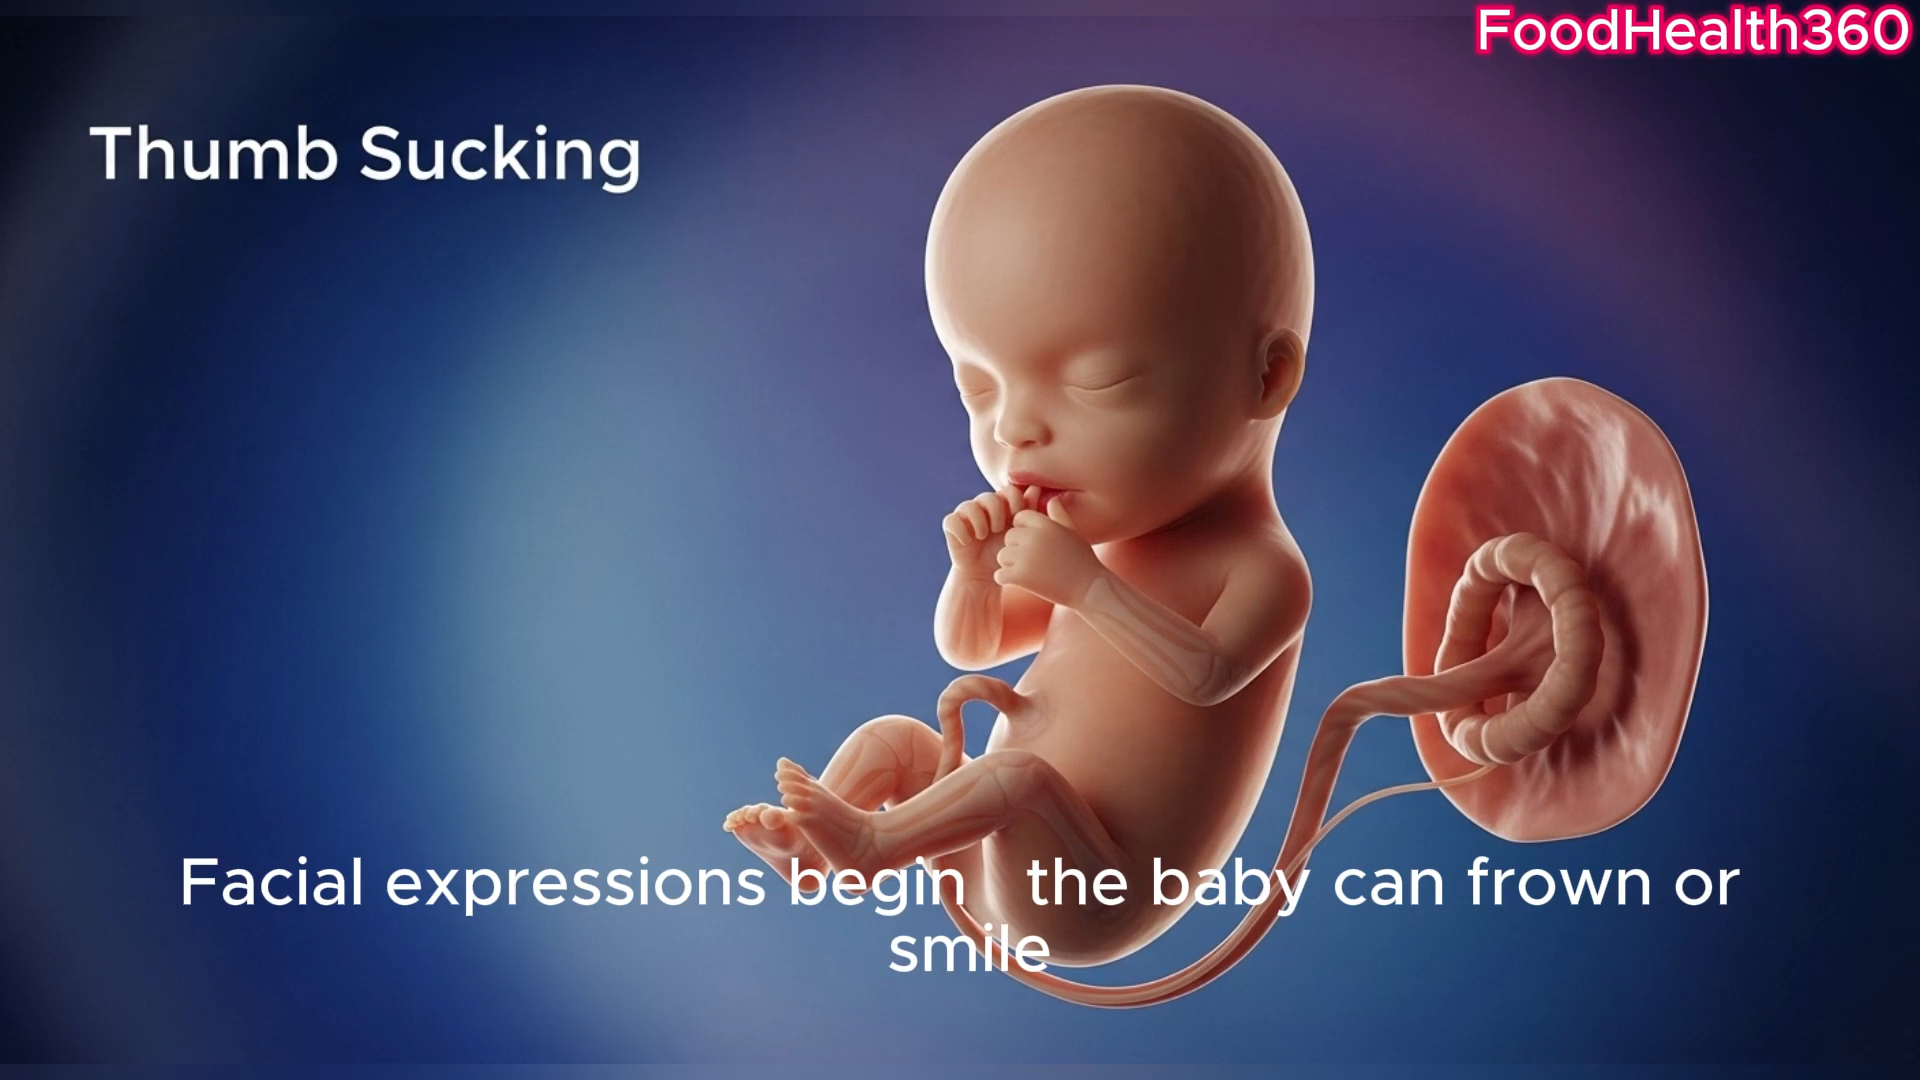 FoodHealth360
Thumb Sucking
Facial expressions begin the baby can frown or
smile